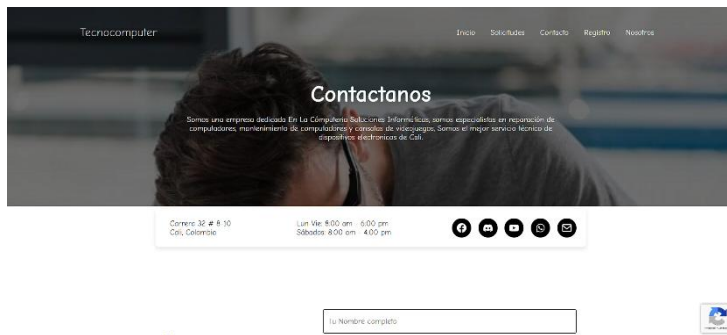 Tecnocomputer
Inicio Solicitudes Contacto Registro Nosotros
Contactanos
Somos una empresa dedicada En La Cómputeria Soluciones Informáticas, somos especialistas en reparación de
computadores, mantenimiento de computadores y consolas de videojuegos, Somos el mejor servicio técnico de
dispositivos electronicos de Cali.
Carrera 32 # 8-50
Cali, Colombia
Lun Vie: 8:00 am - 6:00 pm
Sábados: 8:00 am - 4:00 pm
Tu Nombre completo